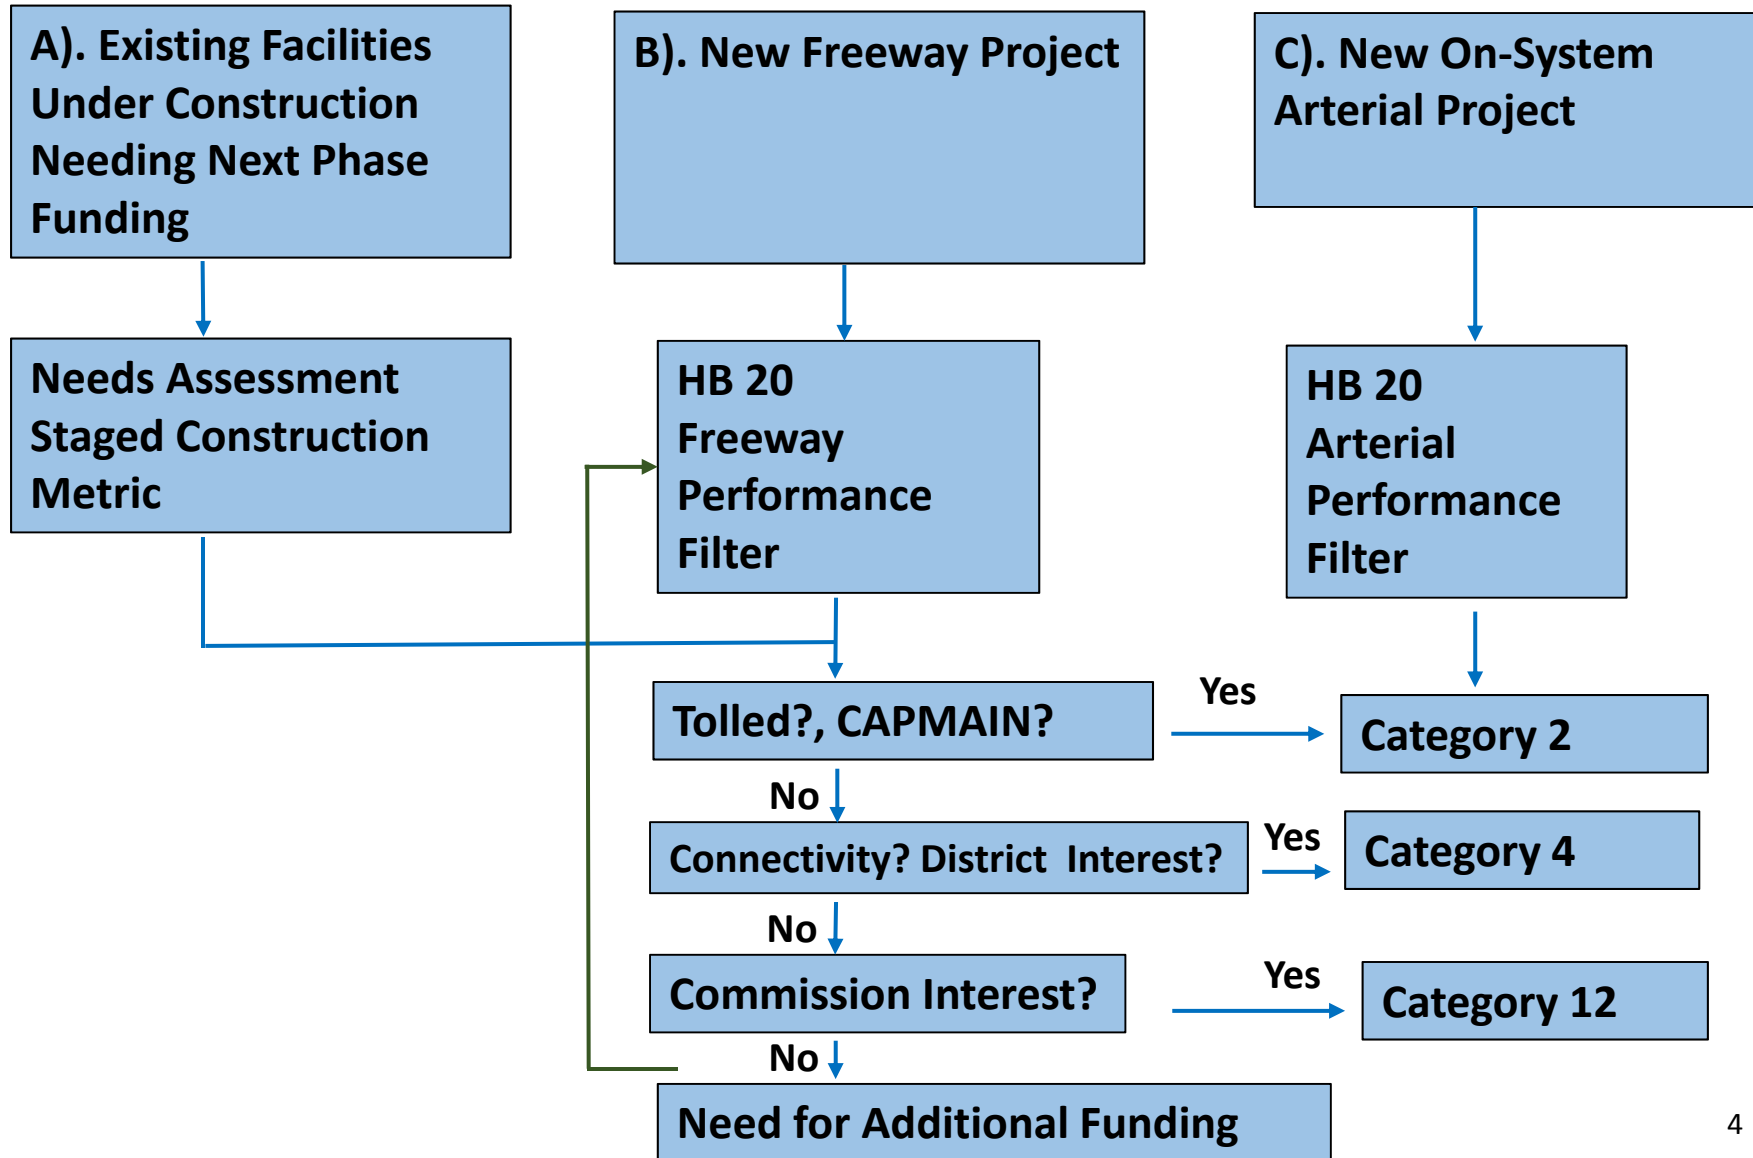 A). Existing Facilities
Under Construction
Needing Next Phase
Funding
B). New Freeway Project
C). New On-System
Arterial Project
Needs Assessment
Staged Construction
Metric
HB 20
Freeway
Performance
Filter
HB 20
Arterial
Performance
Filter
Tolled?, CAPMAIN?
Yes
Category 2
No
Connectivity? District  Interest?
Yes
Category 4
No
Commission Interest?
Yes
Category 12
No
Need for Additional Funding
4